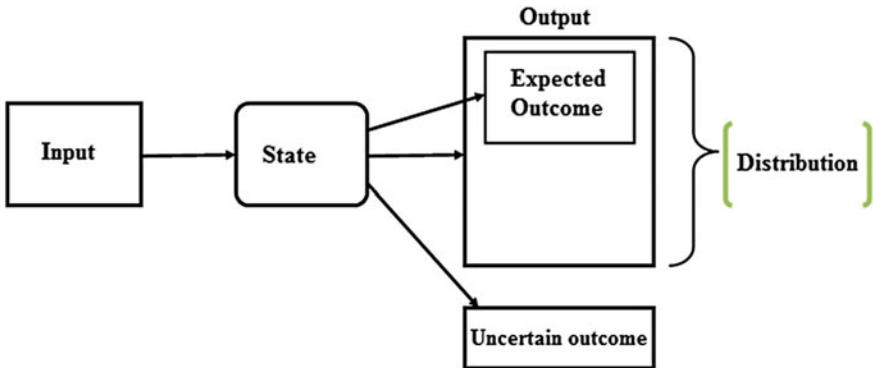 Output
Expected
Outcome
Input
State
Distribution
Uncertain outcome